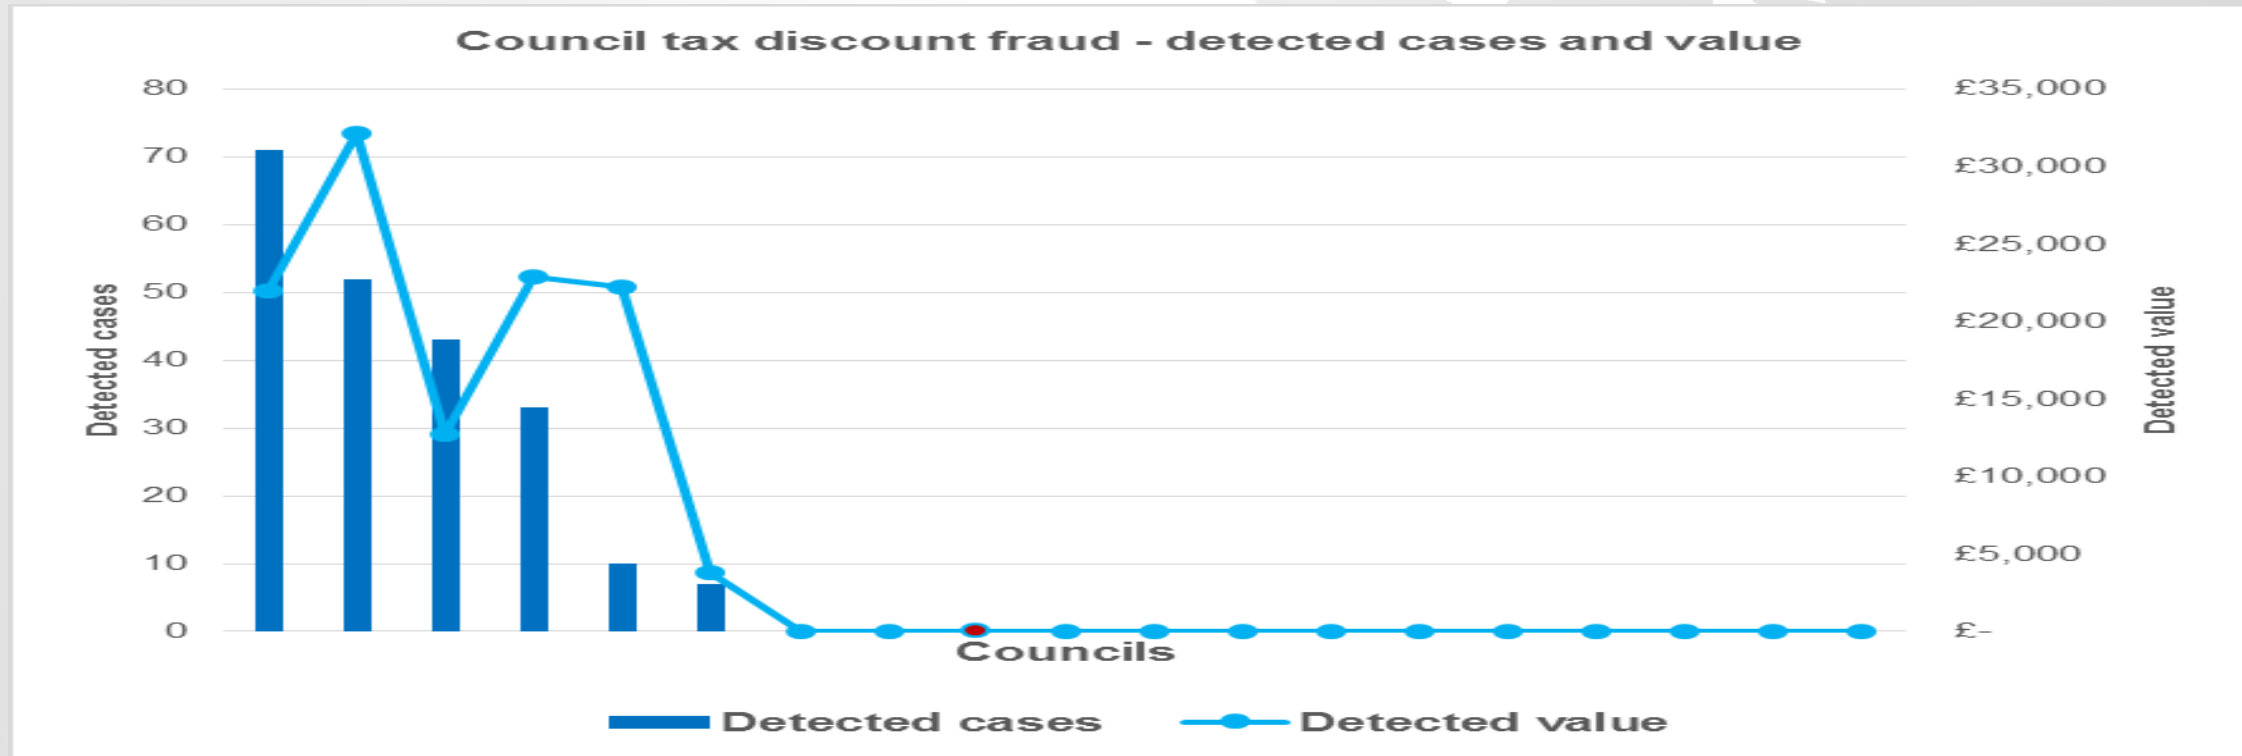 Council tax discount fraud - detected cases and value
80
70
60
50
40
30
20
10
0
Detected cases
£35,000
£30,000
£25,000
£20,000
£15,000
£10,000
£5,000
£-
Detected value
Councils
Detected cases
Detected value